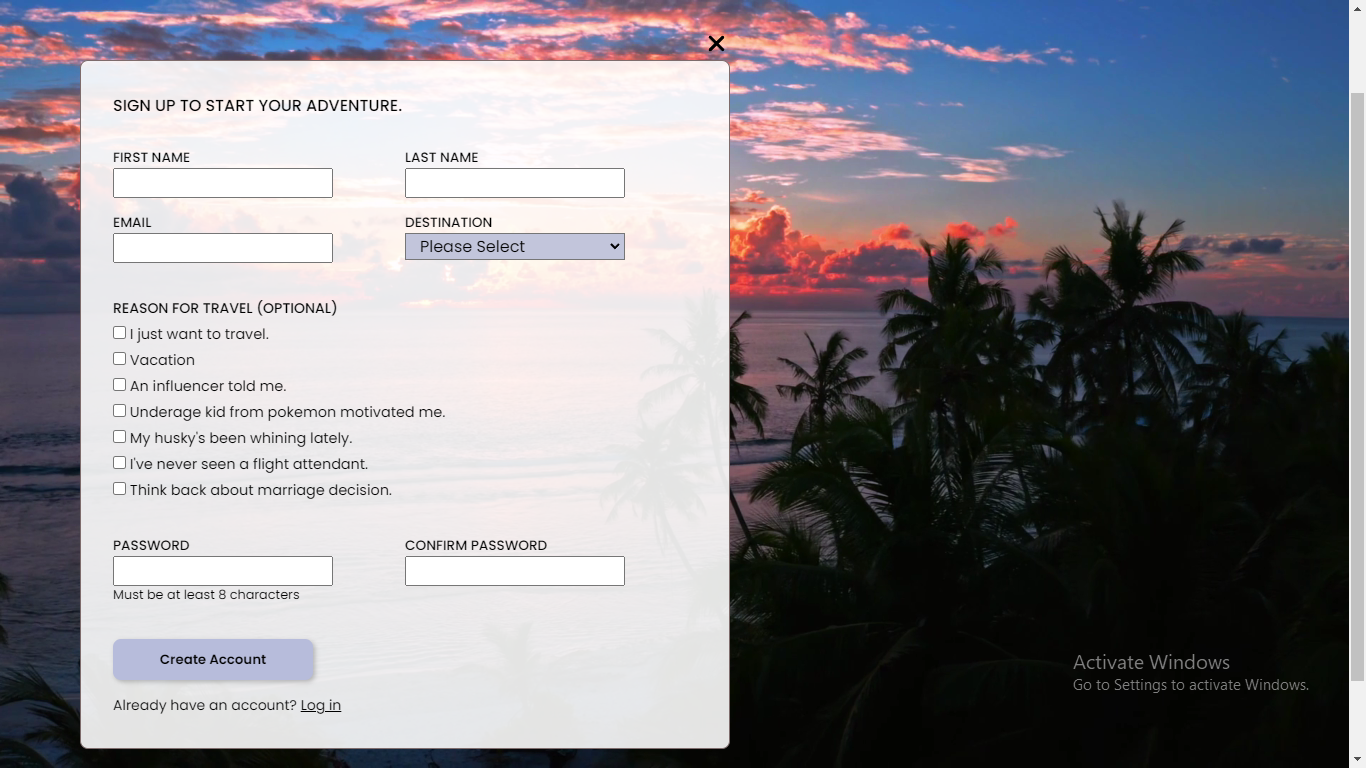 SIGN UP TO START YOUR ADVENTURE.
FIRST NAME
LAST NAME
EMAIL
DESTINATION
Please Select
REASON FOR TRAVEL (OPTIONAL)
I just want to travel.
Vacation
An influencer told me.
Underage kid from pokemon motivated me.
My husky's been whining lately.
I've never seen a flight attendant.
Think back about marriage decision.
PASSWORD
CONFIRM PASSWORD
Must be at least 8 characters
Create Account
Already have an account? Log in
Activate Windows
Go to Settings to activate Windows.